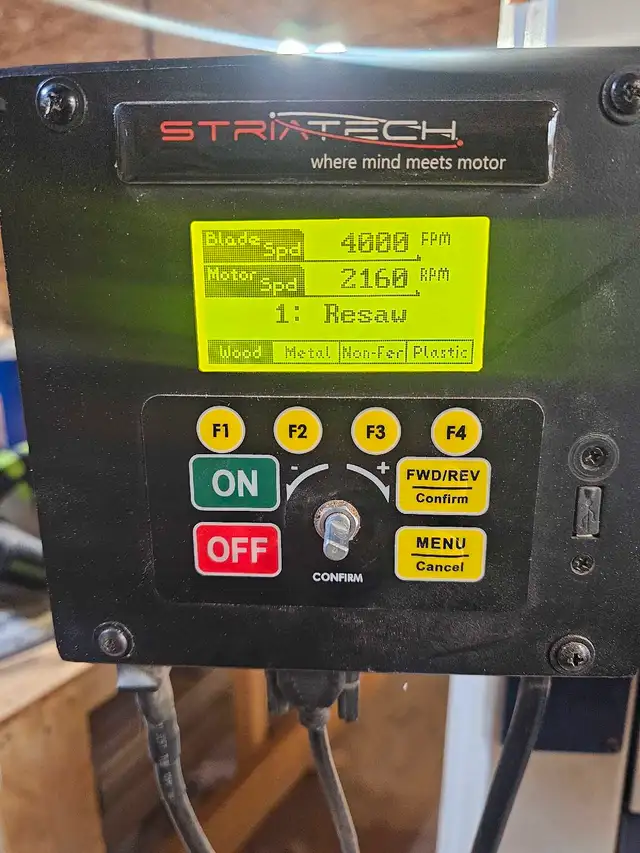 STRIATECH
where mind meets motor
Blade Spd 4000 FPM
Motor Spd 2160 RPM
1: Resaw
Wood Metal Non-Fer Plastic
F1 F2 F3 F4
ON - + FWD/REV
Confirm
OFF MENU
Cancel
CONFIRM